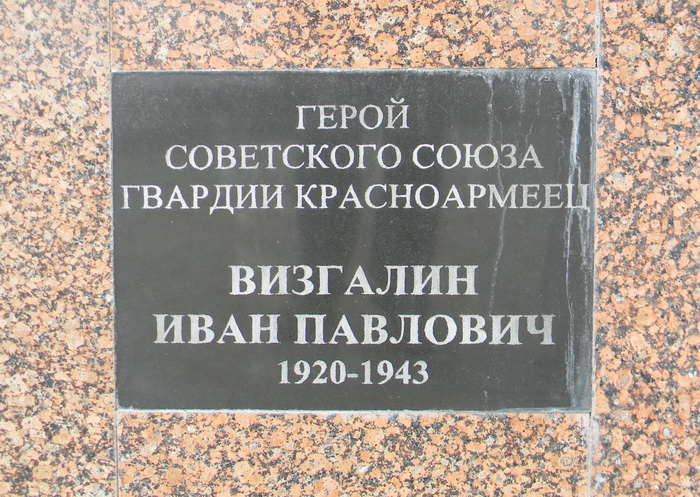 ГЕРОЙ
СОВЕТСКОГО СОЮЗА
ГВАРДИИ КРАСНОАРМЕЕЦ
ВИЗГАЛИН
ИВАН ПАВЛОВИЧ
1920-1943